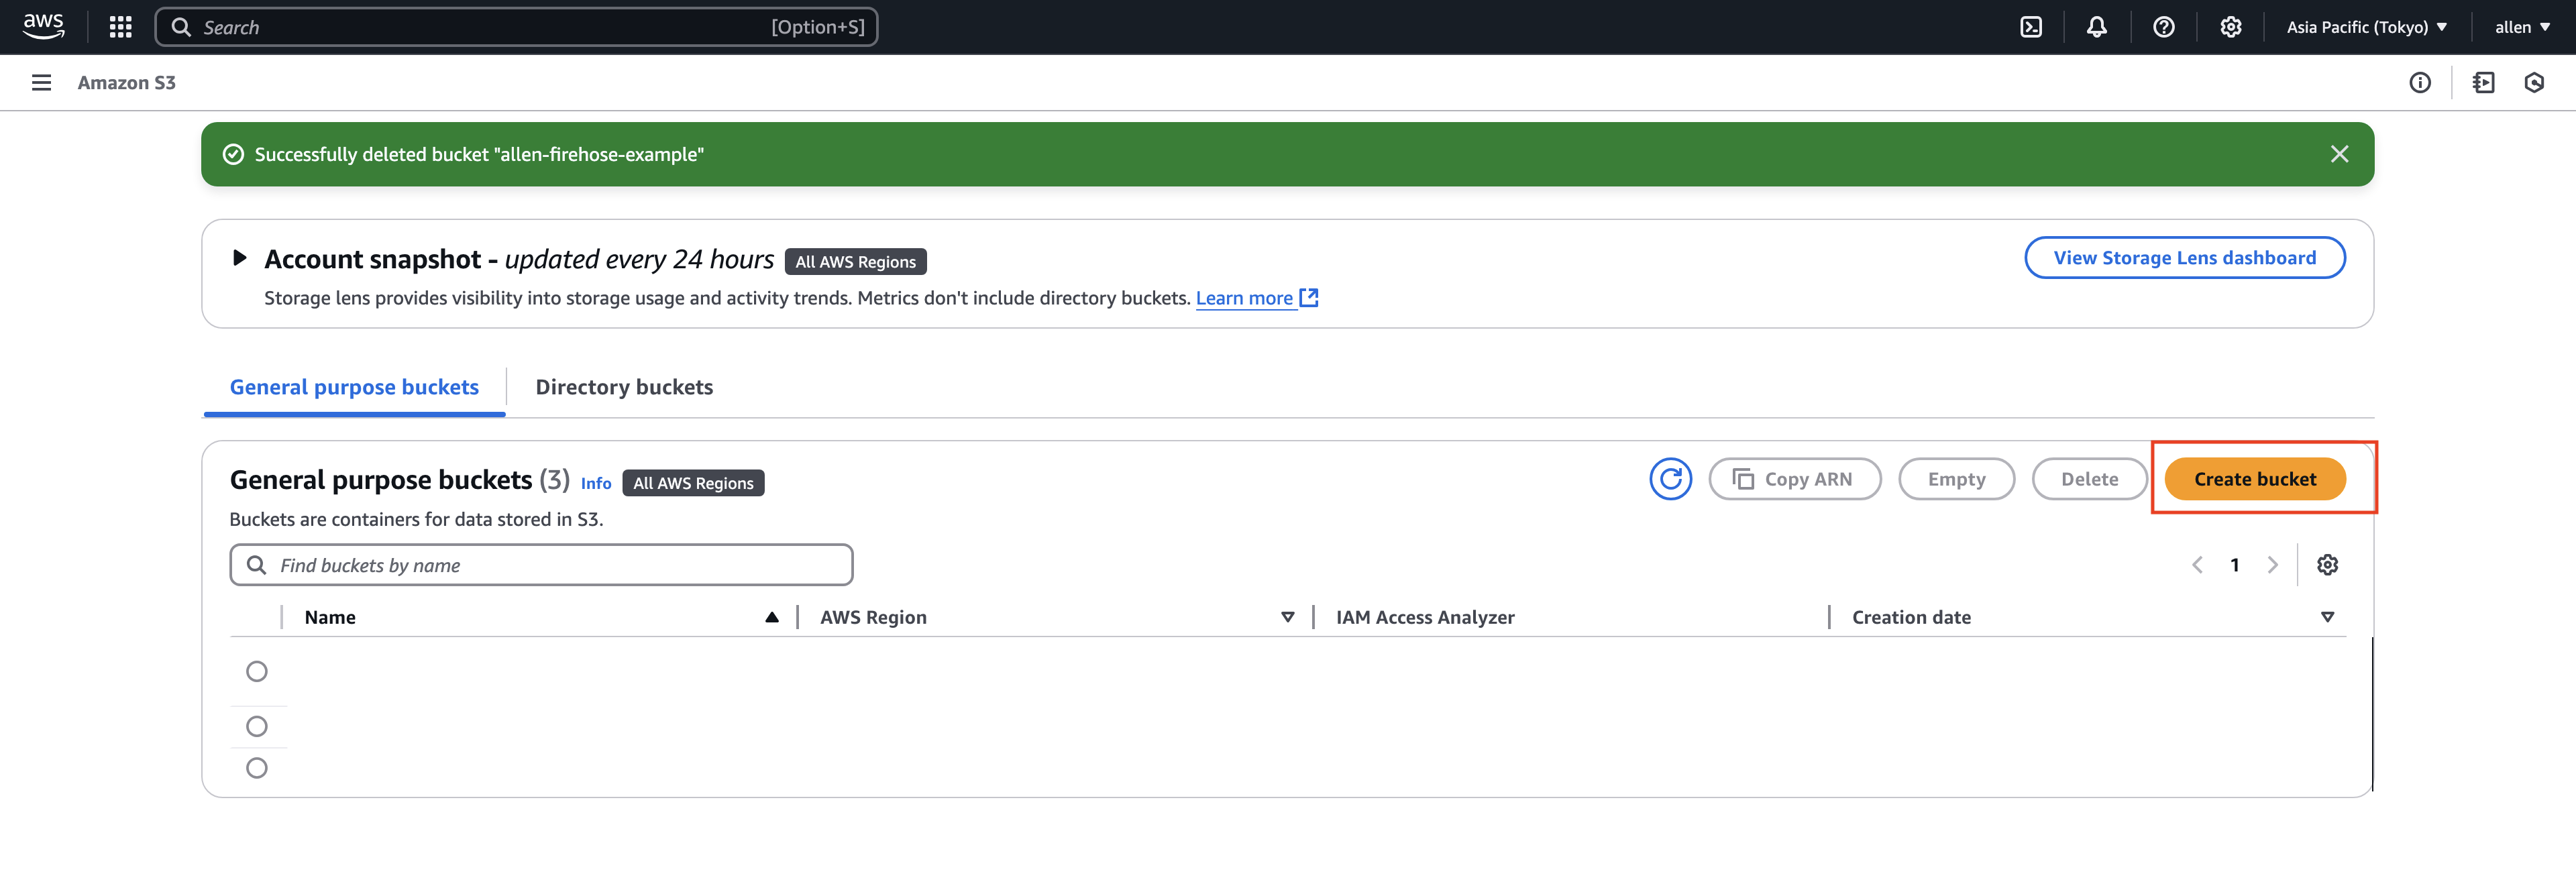 aws
Search [Option+S] Asia Pacific (Tokyo) allen
Amazon S3
Successfully deleted bucket "allen-firehose-example"
Account snapshot - updated every 24 hours All AWS Regions View Storage Lens dashboard
Storage lens provides visibility into storage usage and activity trends. Metrics don't include directory buckets. Learn more
General purpose buckets Directory buckets
General purpose buckets (3) Info All AWS Regions Copy ARN Empty Delete Create bucket
Buckets are containers for data stored in S3.
Find buckets by name 1
Name AWS Region IAM Access Analyzer Creation date